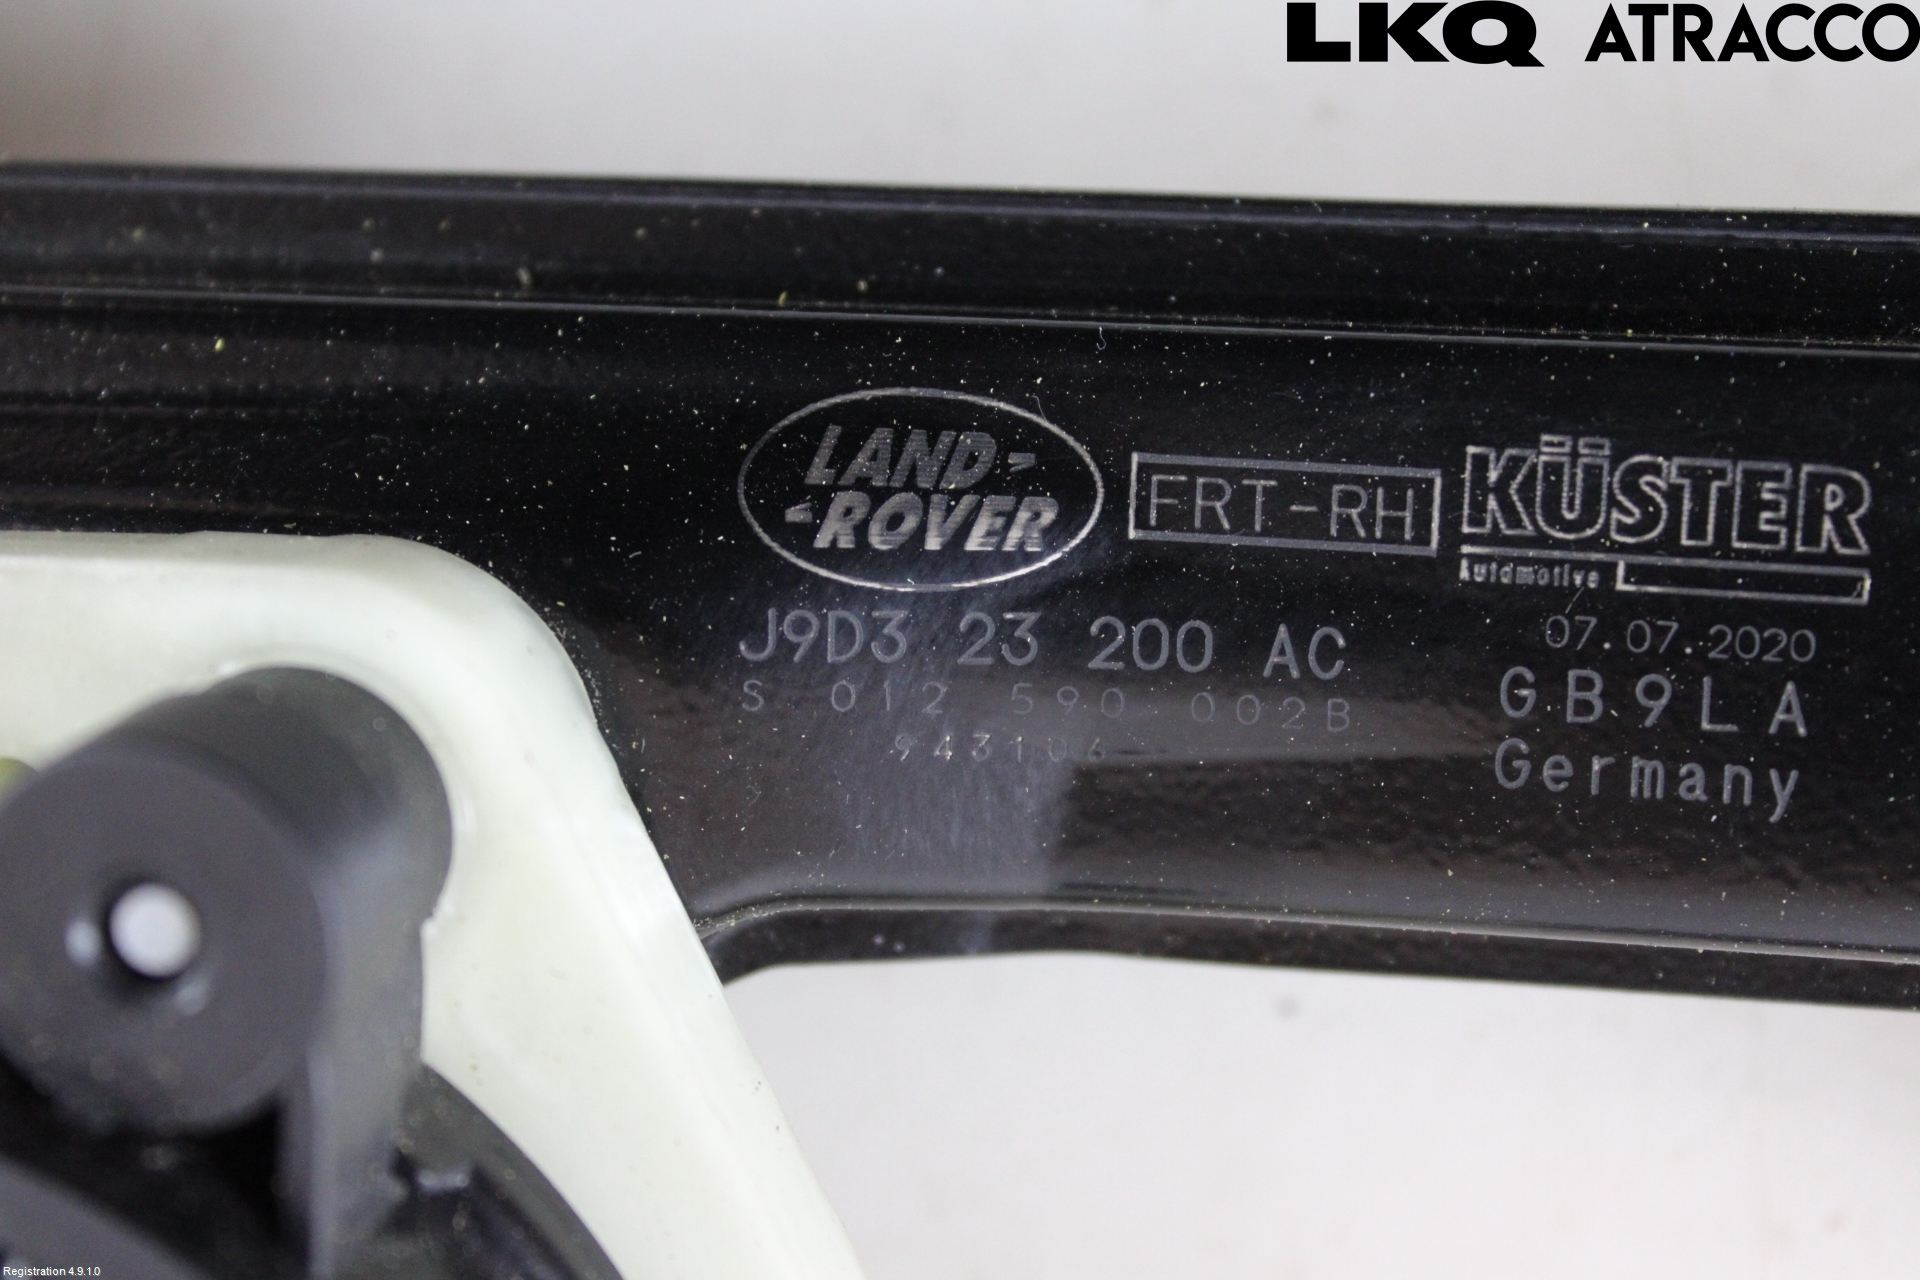 LKQ ATRACCO
LAND-
-ROVER
FRT-RH
KÜSTER
Automotive
J9D3 23 200 AC
S 012 590 002B
943106
07.07.2020
GB9LA
Germany
Registration 4.9.1.0